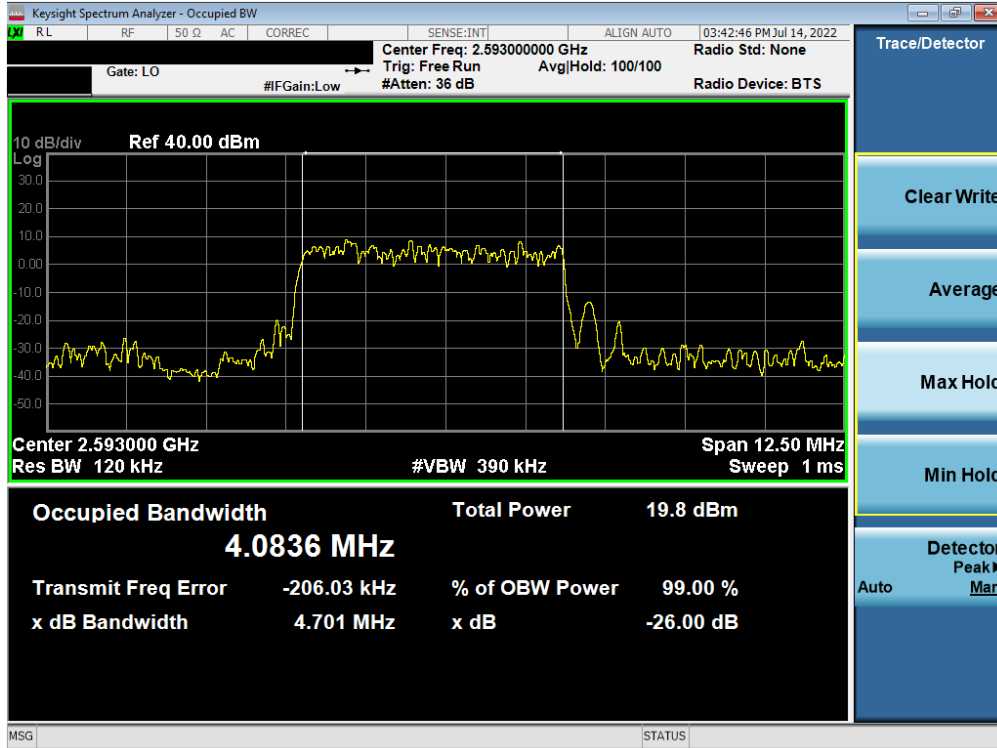 Keysight Spectrum Analyzer - Occupied BW
LXI RL RF 50 Ω AC CORREC SENSE:INT ALIGN AUTO 03:42:46 PM Jul 14, 2022
Center Freq: 2.593000000 GHz Radio Std: None
Gate: LO Trig: Free Run Avg|Hold: 100/100
#IFGain:Low #Atten: 36 dB Radio Device: BTS
10 dB/div Ref 40.00 dBm
Log
30.0
20.0
10.0
0.00
-10.0
-20.0
-30.0
-40.0
-50.0
Center 2.593000 GHz Span 12.50 MHz
Res BW 120 kHz #VBW 390 kHz Sweep 1 ms
Occupied Bandwidth Total Power 19.8 dBm
4.0836 MHz
Transmit Freq Error -206.03 kHz % of OBW Power 99.00 %
x dB Bandwidth 4.701 MHz x dB -26.00 dB
MSG STATUS
Trace/Detector
Clear Write
Average
Max Hold
Min Hold
Detector
Peak▶
Auto Man